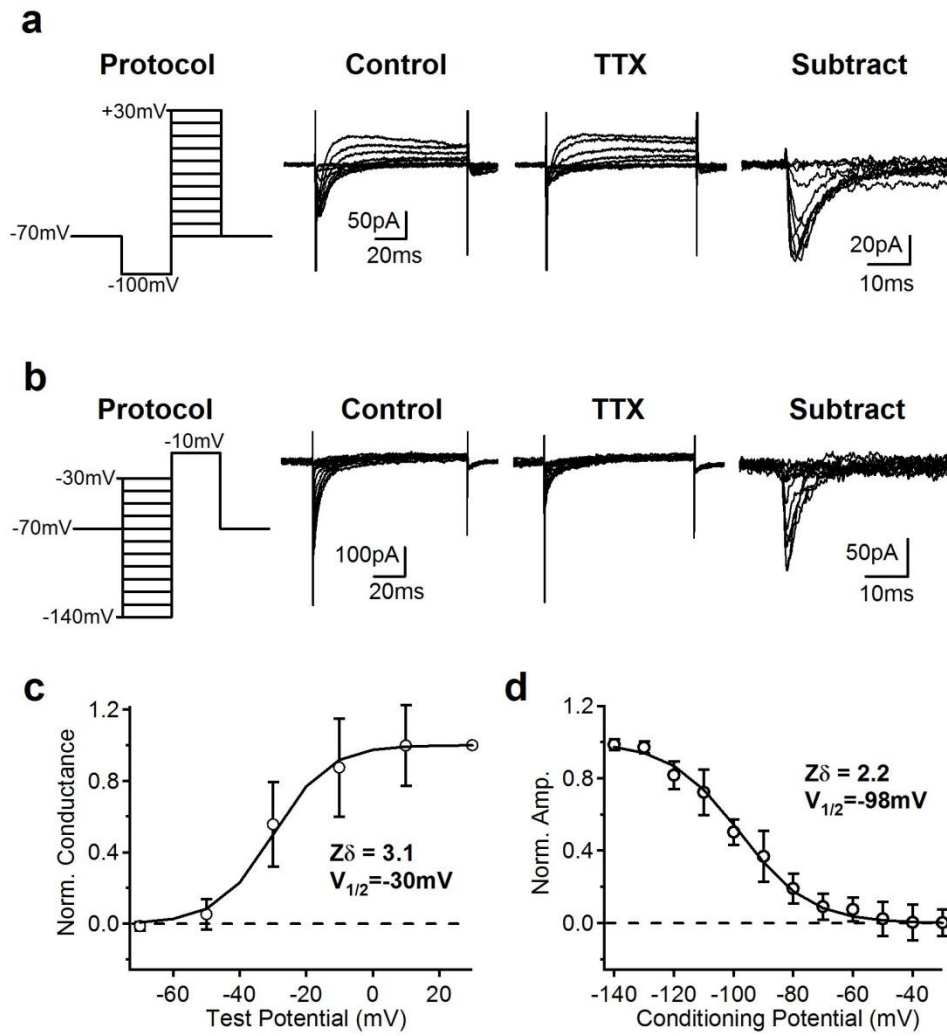 a
Protocol Control TTX Subtract
+30mV
-70mV
-100mV
50pA
20ms
20pA
10ms
b
Protocol Control TTX Subtract
-10mV
-30mV
-70mV
-140mV
100pA
20ms
50pA
10ms
c
Norm. Conductance
1.2
0.8
0.4
0.0
Zδ = 3.1
V1/2=-30mV
-60 -40 -20 0 20
Test Potential (mV)
d
Norm. Amp.
1.2
0.8
0.4
0.0
Zδ = 2.2
V1/2=-98mV
-140 -120 -100 -80 -60 -40
Conditioning Potential (mV)